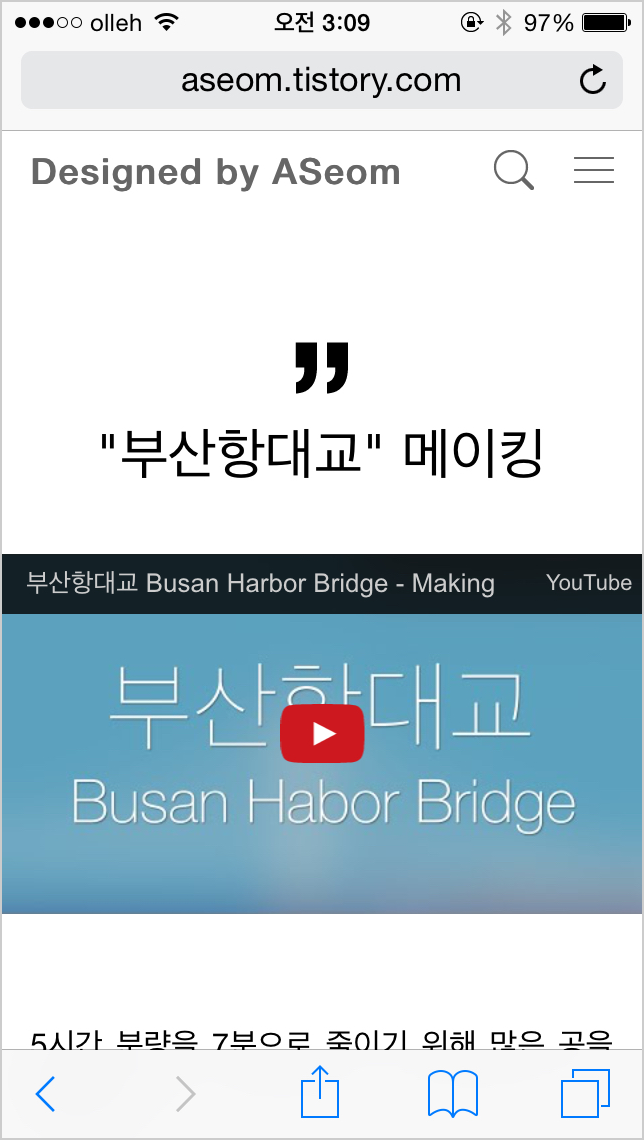 olleh 오전 3:09 97%
aseom.tistory.com
Designed by ASeom
"부산항대교" 메이킹
부산항대교 Busan Harbor Bridge - Making YouTube
부산항대교
Busan Habor Bridge
5시간 분량을 7분으로 줄이기 위해 많은 공을